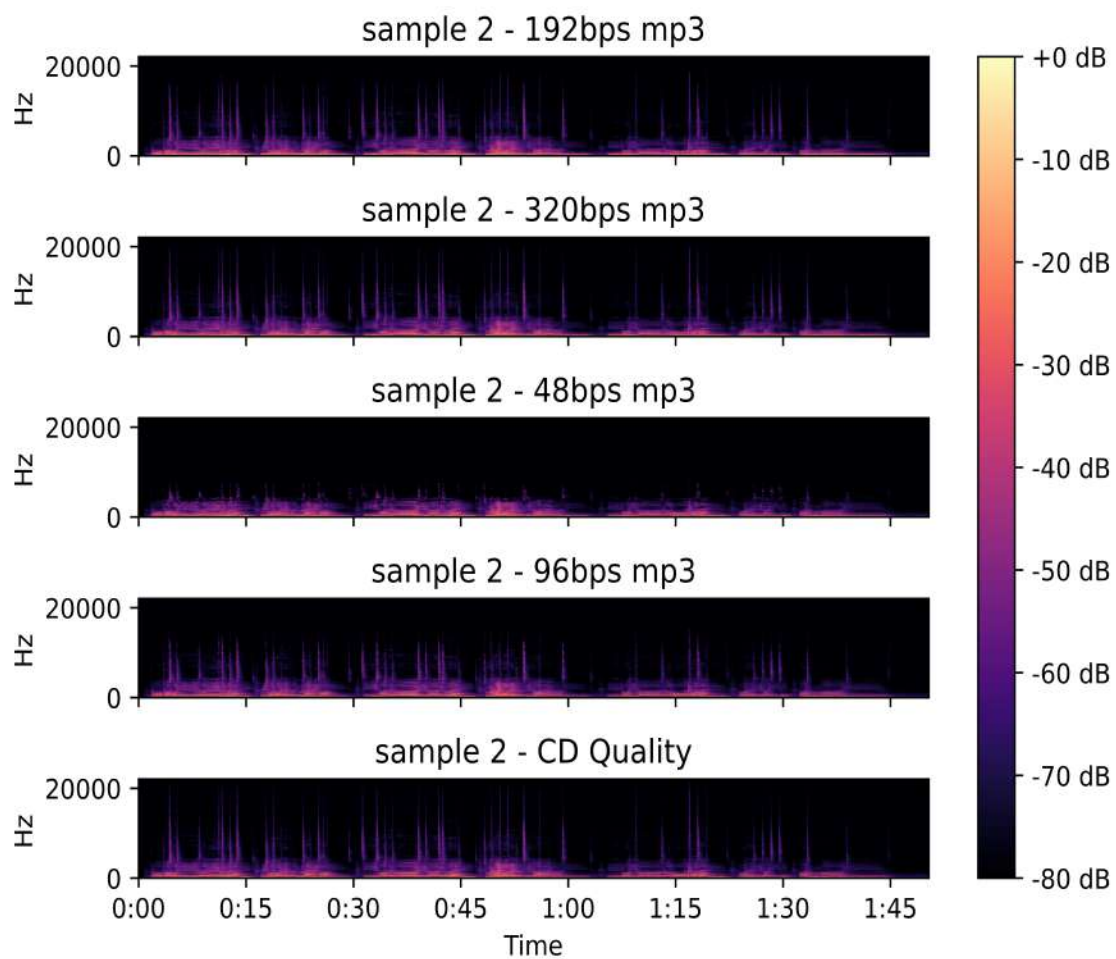 sample 2 - 192bps mp3
20000
Hz
0
sample 2 - 320bps mp3
20000
Hz
0
sample 2 - 48bps mp3
20000
Hz
0
sample 2 - 96bps mp3
20000
Hz
0
sample 2 - CD Quality
20000
Hz
0
0:00 0:15 0:30 0:45 1:00 1:15 1:30 1:45
Time
+0 dB
-10 dB
-20 dB
-30 dB
-40 dB
-50 dB
-60 dB
-70 dB
-80 dB